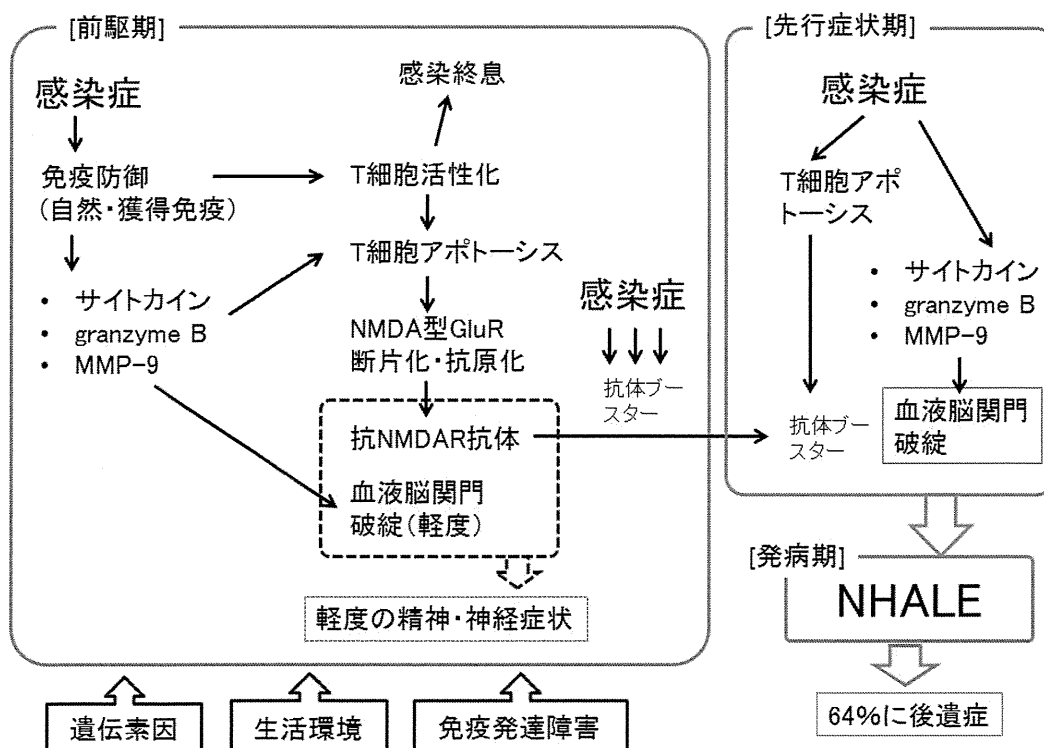 [前駆期]
感染症
免疫防御
(自然・獲得免疫)
• サイトカイン
• granzyme B
• MMP-9
感染終息
T細胞活性化
T細胞アポトーシス
NMDA型GluR
断片化・抗原化
抗NMDAR抗体
血液脳関門
破綻(軽度)
軽度の精神・神経症状
感染症
抗体ブー
スター
[先行症状期]
感染症
T細胞アポ
トーシス
• サイトカイン
• granzyme B
• MMP-9
抗体ブー
スター
血液脳関門
破綻
[発病期]
NHALE
64%に後遺症
遺伝素因
生活環境
免疫発達障害